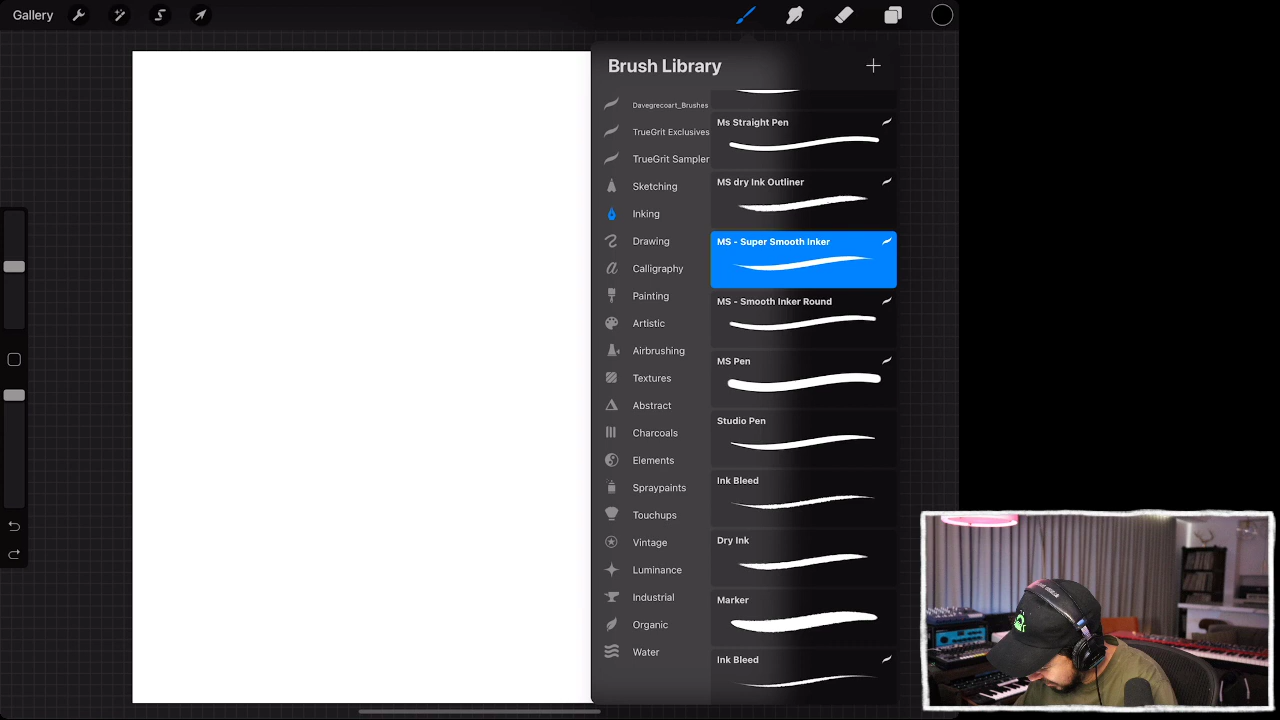 Gallery
Brush Library
Davegrecoart_Brushes
TrueGrit Exclusives
TrueGrit Sampler
Sketching
Inking
Drawing
Calligraphy
Painting
Artistic
Airbrushing
Textures
Abstract
Charcoals
Elements
Spraypaints
Touchups
Vintage
Luminance
Industrial
Organic
Water
Ms Straight Pen
MS dry Ink Outliner
MS - Super Smooth Inker
MS - Smooth Inker Round
MS Pen
Studio Pen
Ink Bleed
Dry Ink
Marker
Ink Bleed